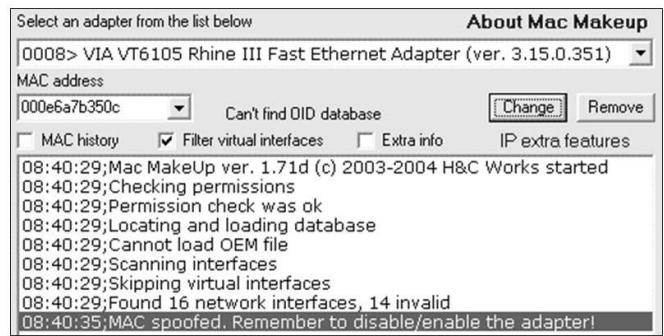 Select an adapter from the list below
About Mac Makeup
0008> VIA VT6105 Rhine III Fast Ethernet Adapter (ver. 3.15.0.351)
MAC address
000e6a7b350c
Can't find OID database
Change
Remove
MAC history
Filter virtual interfaces
Extra info
IP extra features
08:40:29;Mac MakeUp ver. 1.71d (c) 2003-2004 H&C Works started
08:40:29;Checking permissions
08:40:29;Permission check was ok
08:40:29;Locating and loading database
08:40:29;Cannot load OEM file
08:40:29;Scanning interfaces
08:40:29;Skipping virtual interfaces
08:40:29;Found 16 network interfaces, 14 invalid
08:40:35;MAC spoofed. Remember to disable/enable the adapter!